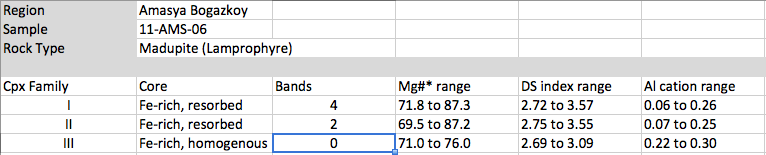 Region Amasya Bogazkoy
Sample 11-AMS-06
Rock Type Madupite (Lamprophyre)
Cpx Family Core Bands Mg#* range DS index range Al cation range
I Fe-rich, resorbed 4 71.8 to 87.3 2.72 to 3.57 0.06 to 0.26
II Fe-rich, resorbed 2 69.5 to 87.2 2.75 to 3.55 0.07 to 0.25
III Fe-rich, homogenous 0 71.0 to 76.0 2.69 to 3.09 0.22 to 0.30